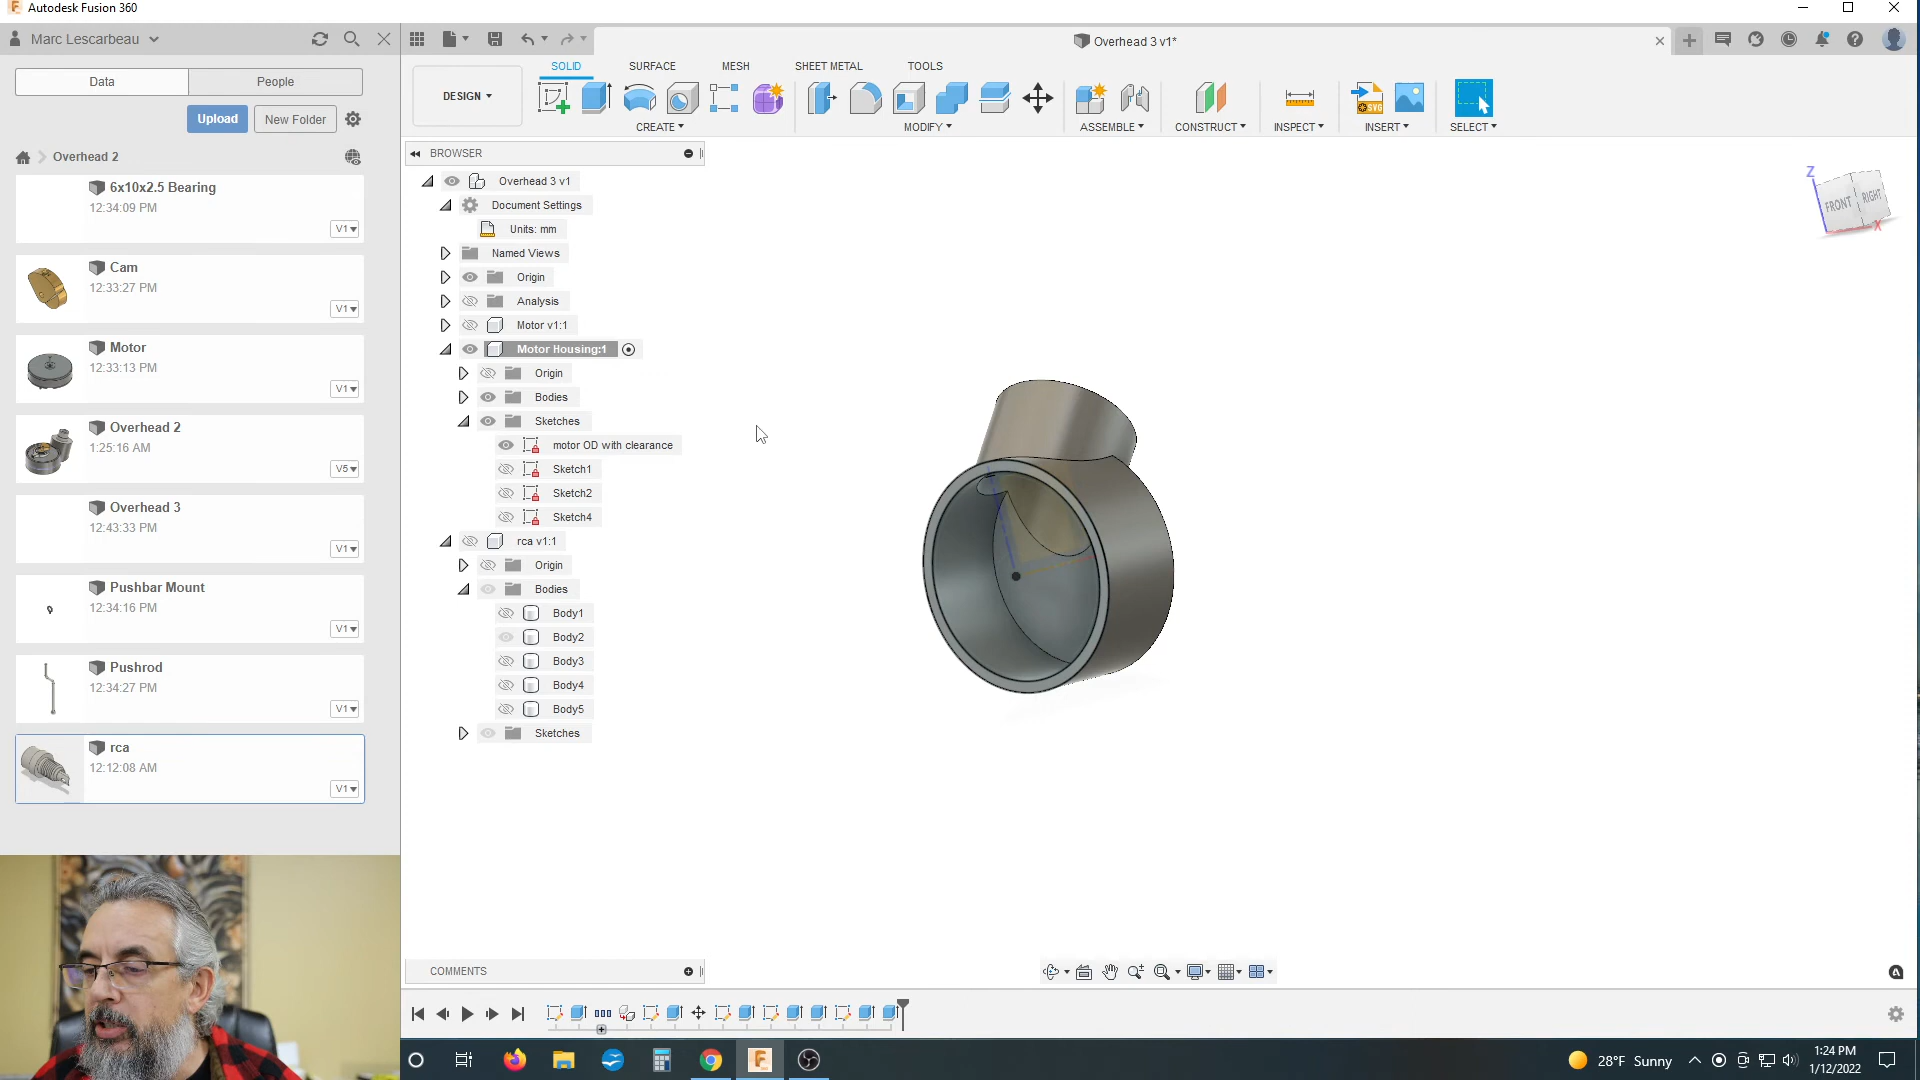 Autodesk Fusion 360
Marc Lescarbeau
Overhead 3 v1*
Data
People
SOLID
SURFACE
MESH
SHEET METAL
TOOLS
DESIGN
Upload
New Folder
CREATE
MODIFY
ASSEMBLE
CONSTRUCT
INSPECT
INSERT
SELECT
SVG
Overhead 2
BROWSER
6x10x2.5 Bearing
12:34:09 PM
V1
Cam
12:33:27 PM
V1
Motor
12:33:13 PM
V1
Overhead 2
1:25:16 AM
V5
Overhead 3
12:43:33 PM
V1
Pushbar Mount
12:34:16 PM
V1
Pushrod
12:34:27 PM
V1
rca
12:12:08 AM
V1
Overhead 3 v1
Document Settings
Units: mm
Named Views
Origin
Analysis
Motor v1:1
Motor Housing:1
Origin
Bodies
Sketches
motor OD with clearance
Sketch1
Sketch2
Sketch4
rca v1:1
Origin
Bodies
Body1
Body2
Body3
Body4
Body5
Sketches
Z
FRONT
RIGHT
X
COMMENTS
28°F Sunny
1:24 PM
1/12/2022